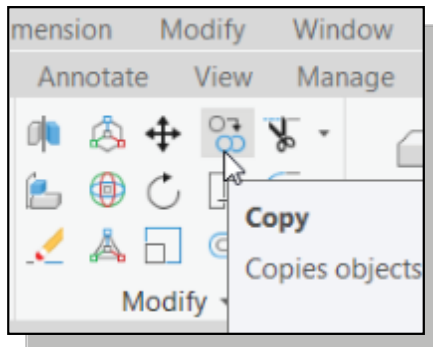 mension Modify Window
Annotate View Manage
Copy
Copies objects
Modify